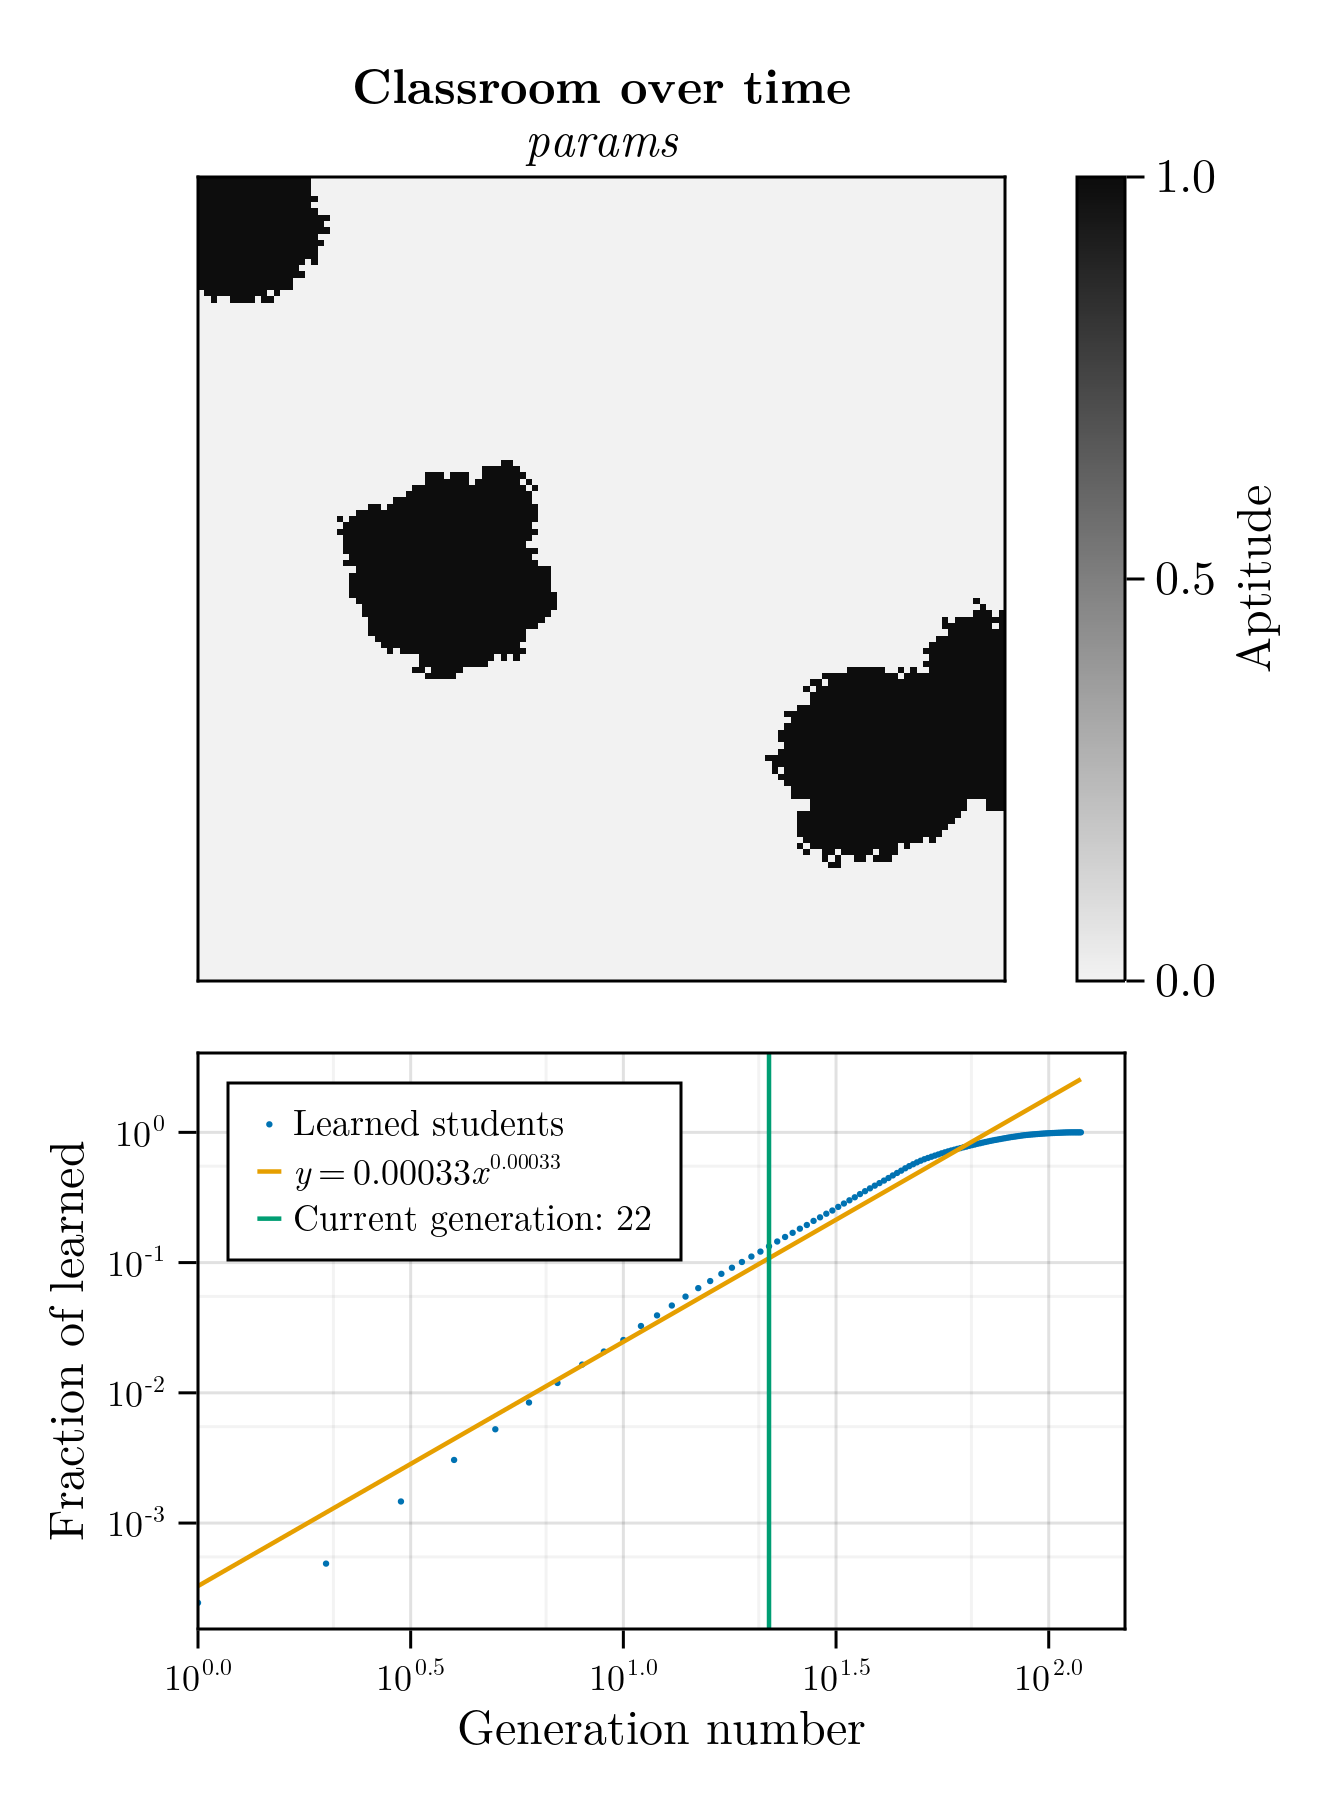 Classroom over time
params
1.0
0.5
0.0
Aptitude
Learned students
y = 0.00033x^0.00033
Current generation: 22
10^0
10^-1
10^-2
10^-3
Fraction of learned
10^0.0 10^0.5 10^1.0 10^1.5 10^2.0
Generation number